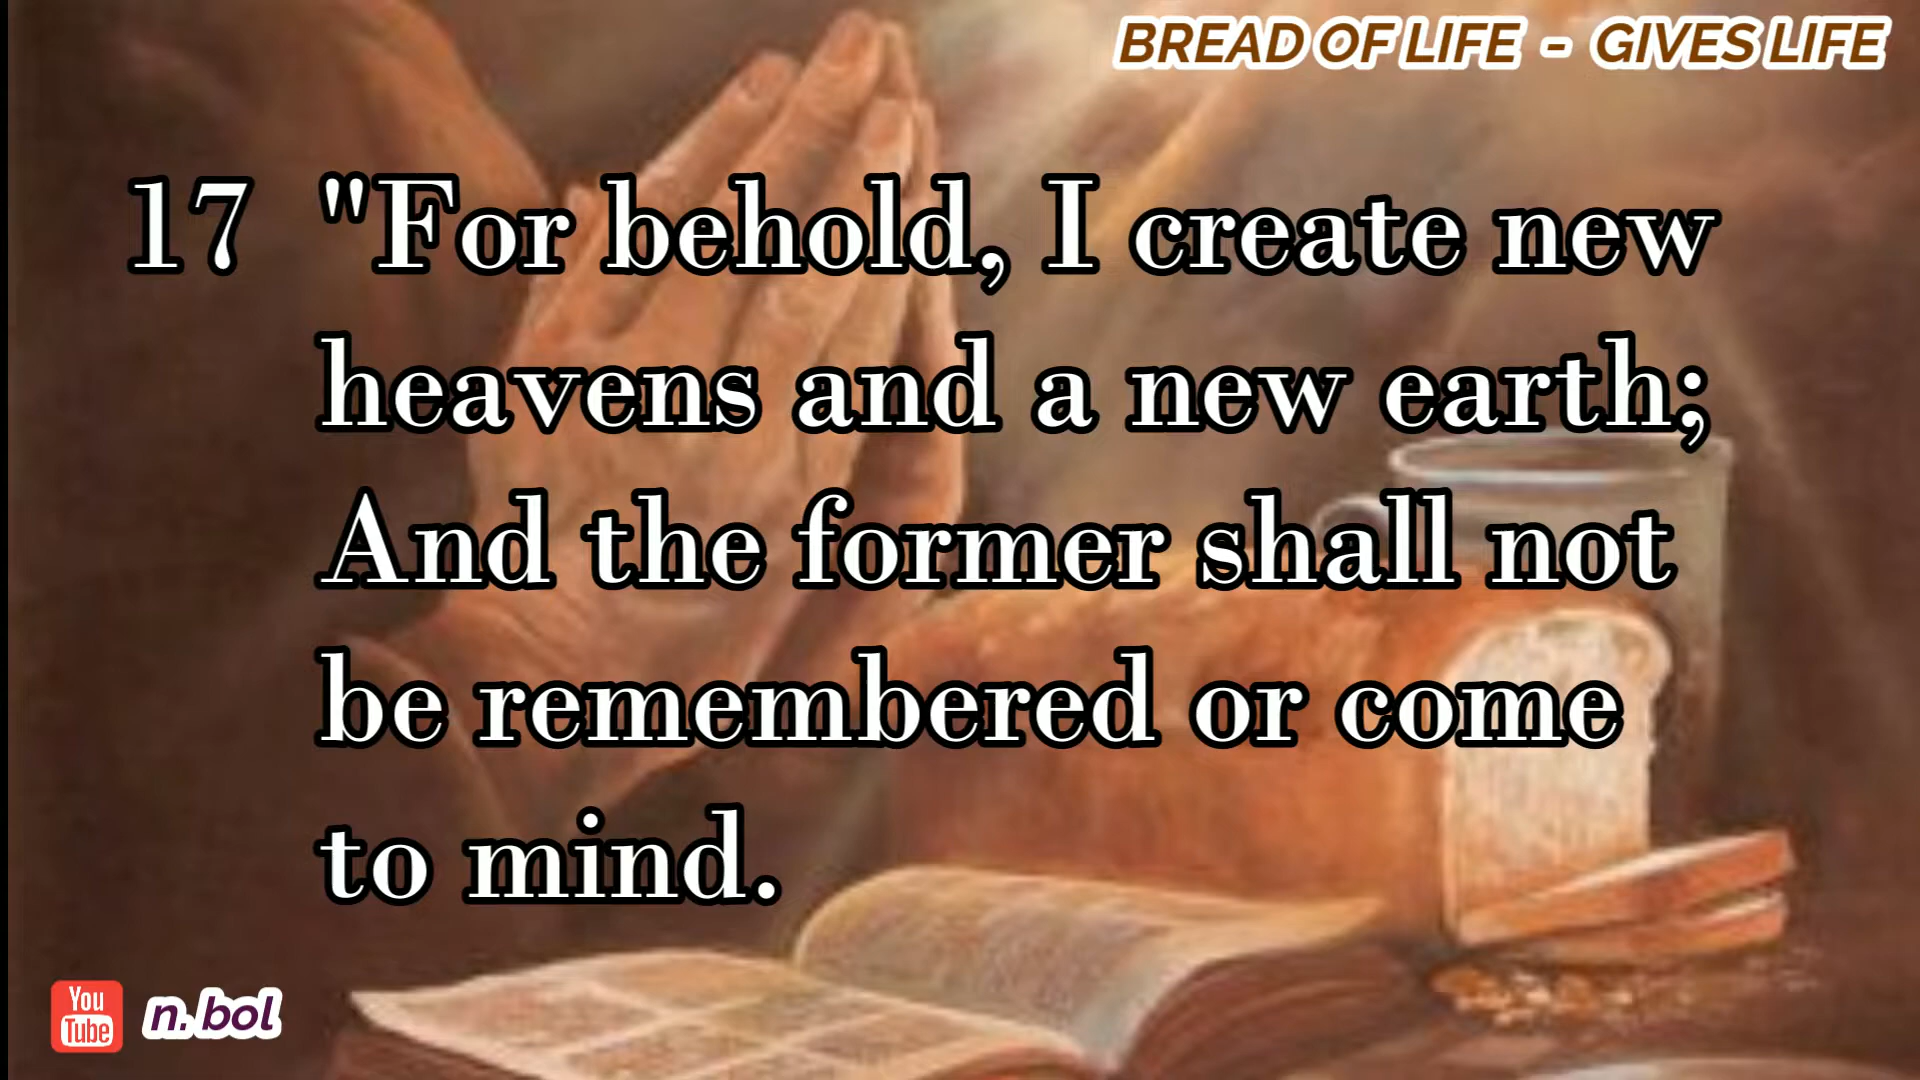 BREAD OF LIFE - GIVES LIFE
17 "For behold, I create new
heavens and a new earth;
And the former shall not
be remembered or come
to mind.
You
Tube
n.bol